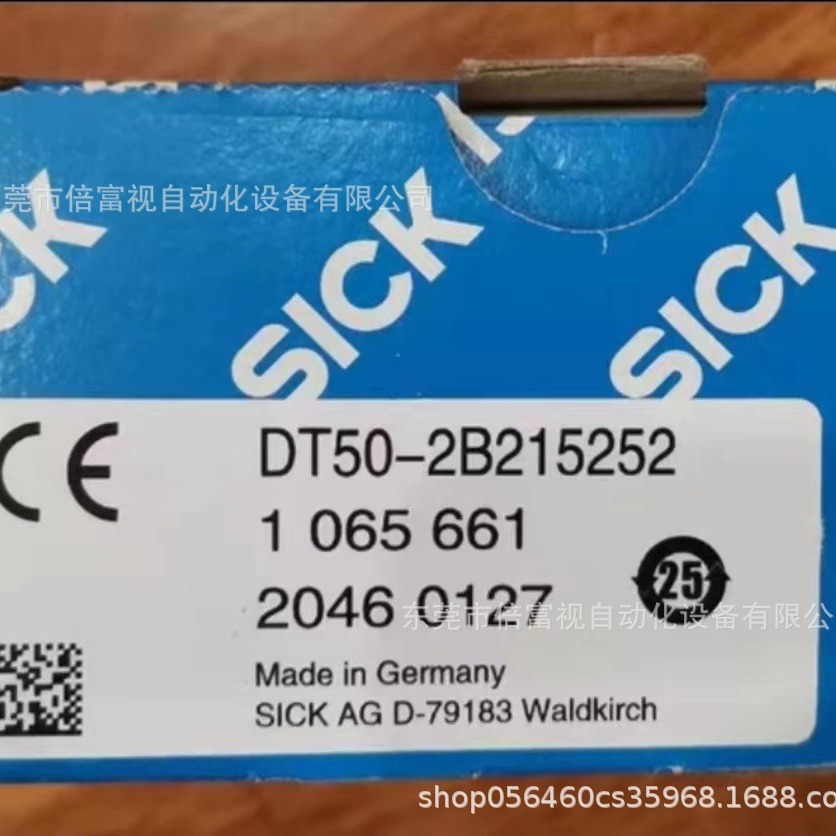 莞市倍富视自动化设备有限公司
SICK
SICK
CK
CE
DT50-2B215252
1 065 661
2046 0127
25
东莞市倍富视自动化设备有限公
Made in Germany
SICK AG D-79183 Waldkirch
shop056460cs35968.1688.co